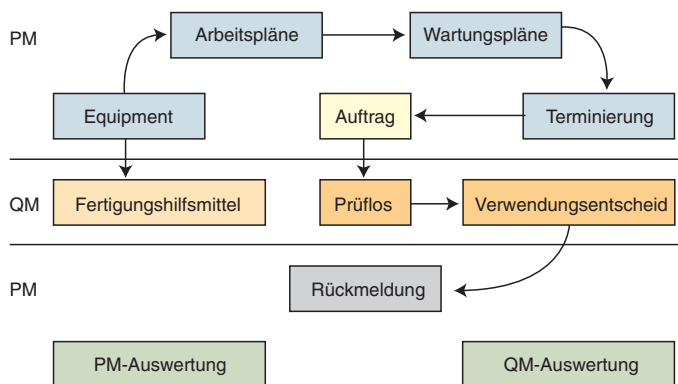 PM
Arbeitspläne
Wartungspläne
Equipment
Auftrag
Terminierung
QM
Fertigungshilfsmittel
Prüflos
Verwendungsentscheid
PM
Rückmeldung
PM-Auswertung
QM-Auswertung